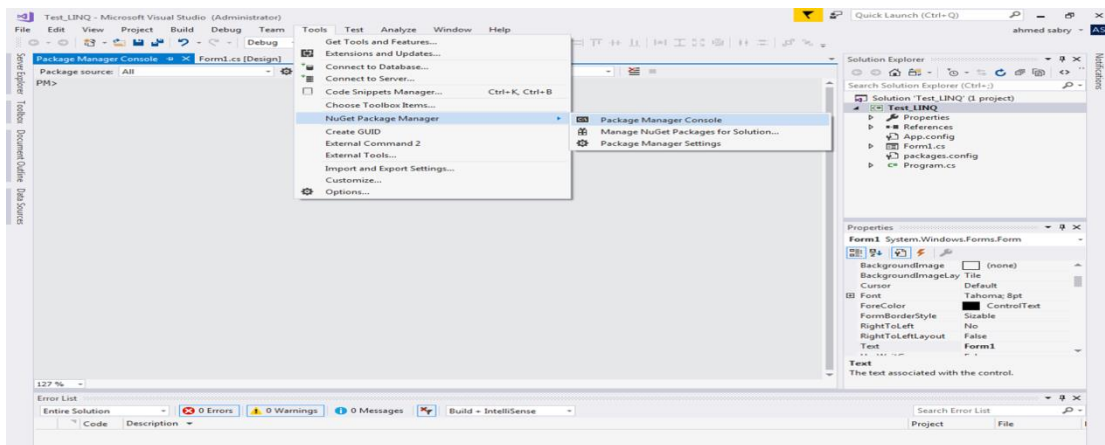 Test_LINQ - Microsoft Visual Studio (Administrator)
Quick Launch (Ctrl+Q)
File Edit View Project Build Debug Team Tools Test Analyze Window Help
ahmed sabry AS
Debug
Package Manager Console
Form1.cs [Design]
Package source: All
PM>
Get Tools and Features...
Extensions and Updates...
Connect to Database...
Connect to Server...
Code Snippets Manager... Ctrl+K, Ctrl+B
Choose Toolbox Items...
NuGet Package Manager
Create GUID
External Command 2
External Tools...
Import and Export Settings...
Customize...
Options...
Package Manager Console
Manage NuGet Packages for Solution...
Package Manager Settings
Server Explorer
Toolbox
Document Outline
Data Sources
Notifications
Solution Explorer
Search Solution Explorer (Ctrl+;)
Solution 'Test_LINQ' (1 project)
Test_LINQ
Properties
References
App.config
Form1.cs
packages.config
Program.cs
Properties
Form1 System.Windows.Forms.Form
BackgroundImage (none)
BackgroundImageLay Tile
Cursor Default
Font Tahoma; 8pt
ForeColor ControlText
FormBorderStyle Sizable
RightToLeft No
RightToLeftLayout False
Text Form1
Text
The text associated with the control.
127 %
Error List
Entire Solution
0 Errors
0 Warnings
0 Messages
Build + IntelliSense
Search Error List
Code Description Project File